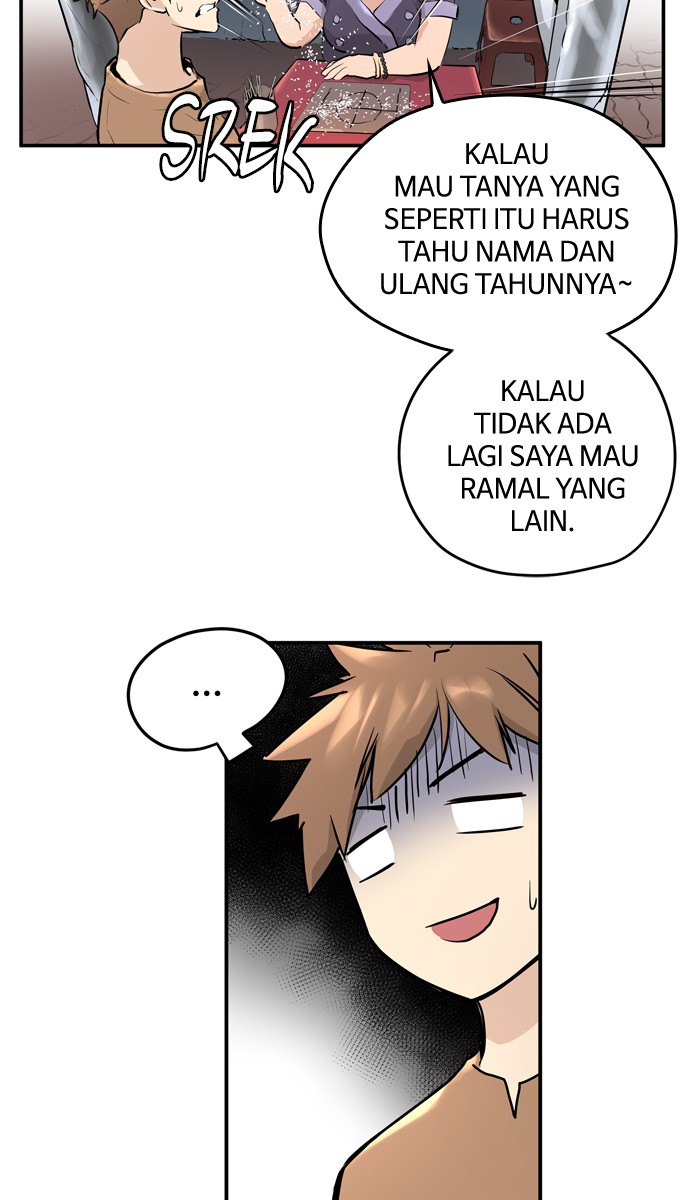 SREK
KALAU
MAU TANYA YANG
SEPERTI ITU HARUS
TAHU NAMA DAN
ULANG TAHUNNYA~
KALAU
TIDAK ADA
LAGI SAYA MAU
RAMAL YANG
LAIN.
...